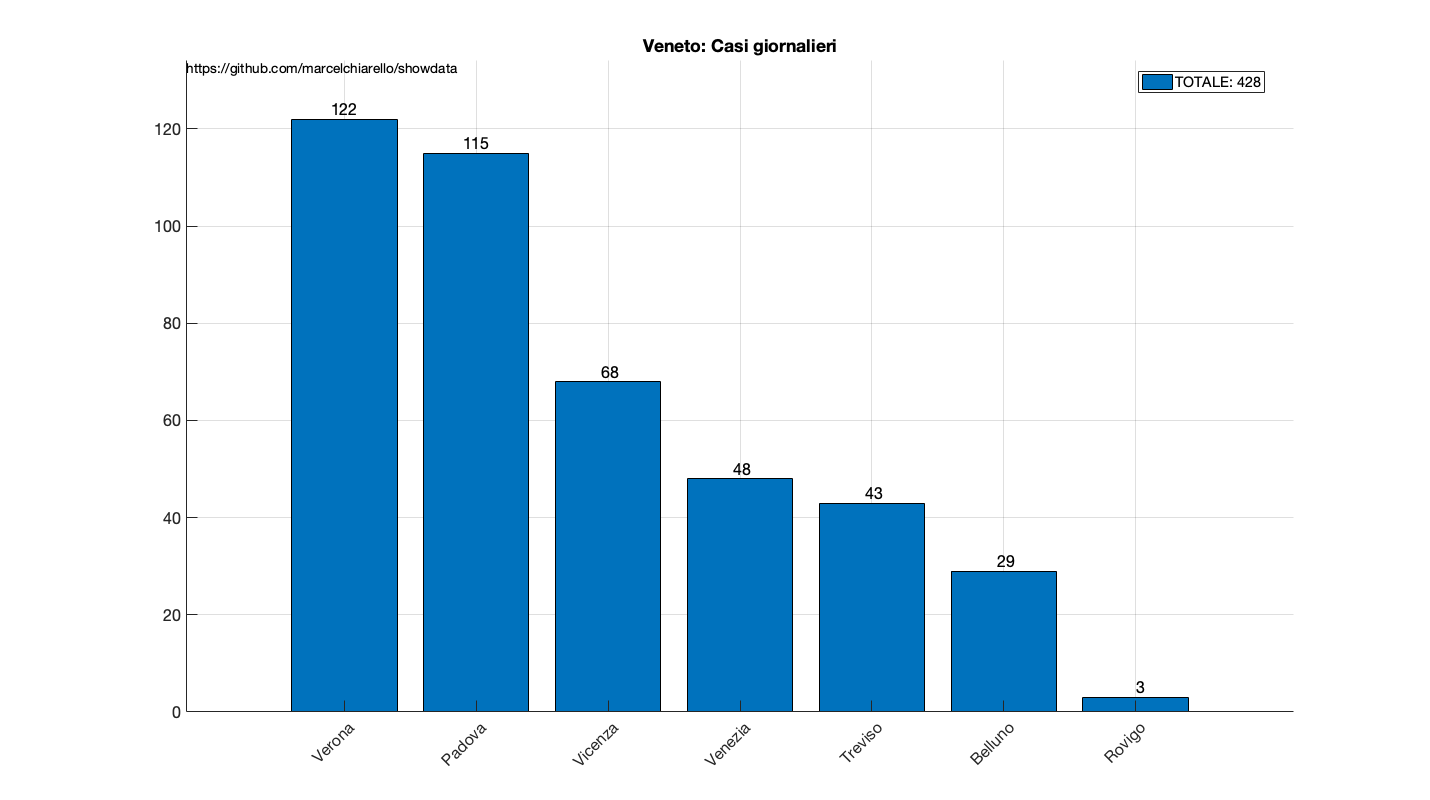 Veneto: Casi giornalieri
https://github.com/marcelchiarello/showdata
TOTALE: 428
122
115
68
48
43
29
3
120
100
80
60
40
20
0
Verona
Padova
Vicenza
Venezia
Treviso
Belluno
Rovigo